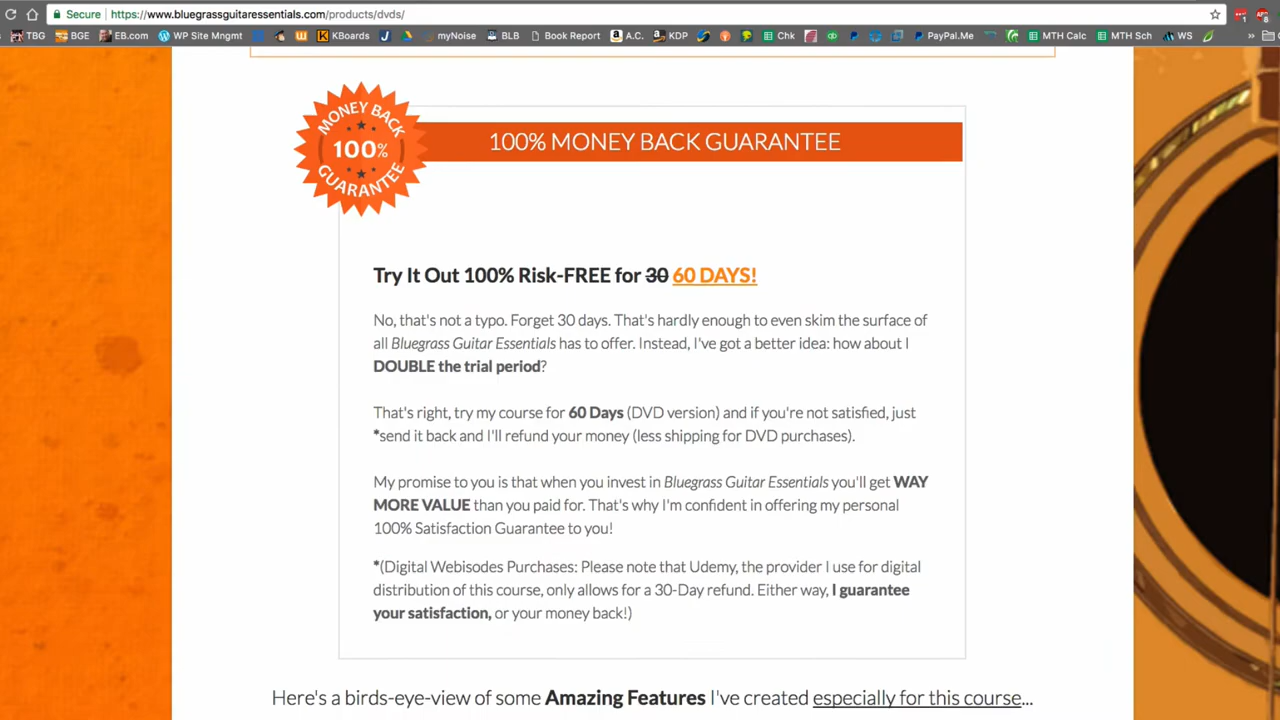 Secure
https://www.bluegrassguitaressentials.com/products/dvds/
TBG BGE EB.com WP Site Mngmt KBoards myNoise BLB Book Report A.C. KDP Chk PayPal.Me MTH Calc MTH Sch WS »
MONEY BACK
100%
GUARANTEE
100% MONEY BACK GUARANTEE
Try It Out 100% Risk-FREE for 30 60 DAYS!
No, that's not a typo. Forget 30 days. That's hardly enough to even skim the surface of
all Bluegrass Guitar Essentials has to offer. Instead, I've got a better idea: how about I
DOUBLE the trial period?
That's right, try my course for 60 Days (DVD version) and if you're not satisfied, just
*send it back and I'll refund your money (less shipping for DVD purchases).
My promise to you is that when you invest in Bluegrass Guitar Essentials you'll get WAY
MORE VALUE than you paid for. That's why I'm confident in offering my personal
100% Satisfaction Guarantee to you!
*(Digital Webisodes Purchases: Please note that Udemy, the provider I use for digital
distribution of this course, only allows for a 30-Day refund. Either way, I guarantee
your satisfaction, or your money back!)
Here's a birds-eye-view of some Amazing Features I've created especially for this course...